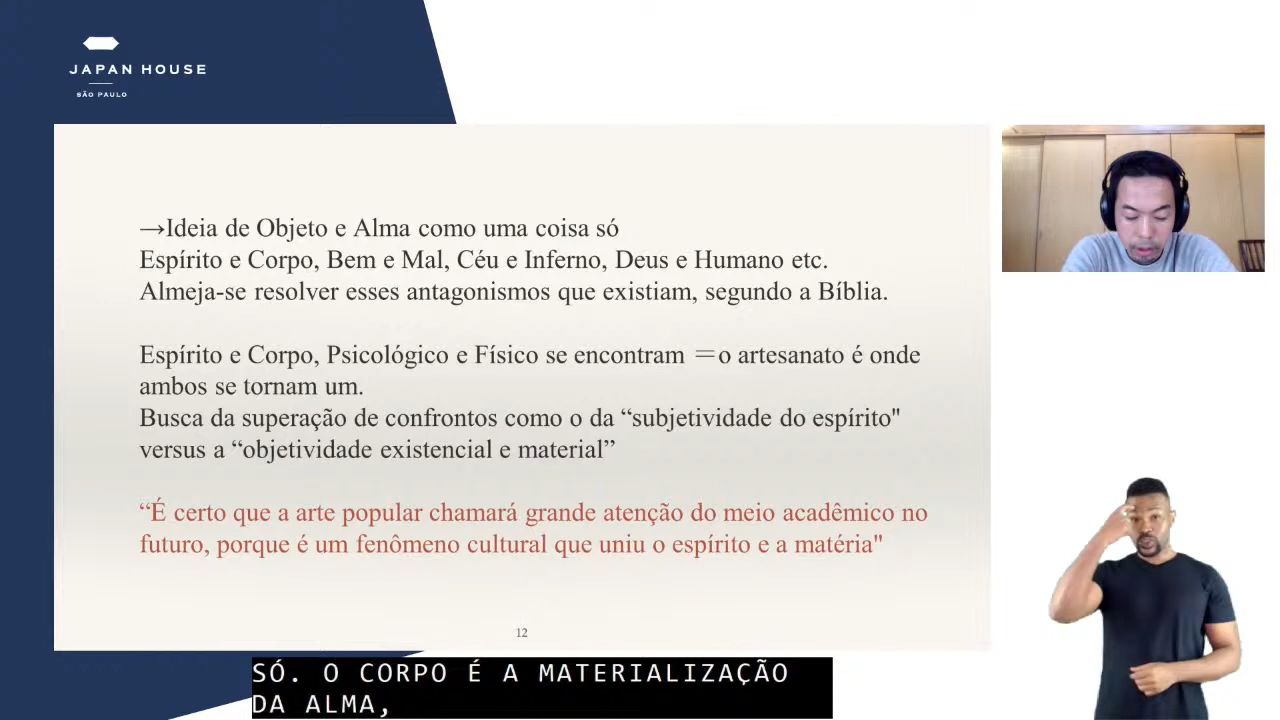 JAPAN HOUSE
SÃO PAULO
→Ideia de Objeto e Alma como uma coisa só
Espírito e Corpo, Bem e Mal, Céu e Inferno, Deus e Humano etc.
Almeja-se resolver esses antagonismos que existiam, segundo a Bíblia.
Espírito e Corpo, Psicológico e Físico se encontram ＝o artesanato é onde
ambos se tornam um.
Busca da superação de confrontos como o da “subjetividade do espírito"
versus a “objetividade existencial e material”
“É certo que a arte popular chamará grande atenção do meio acadêmico no
futuro, porque é um fenômeno cultural que uniu o espírito e a matéria"
12
SÓ. O CORPO É A MATERIALIZAÇÃO
DA ALMA,